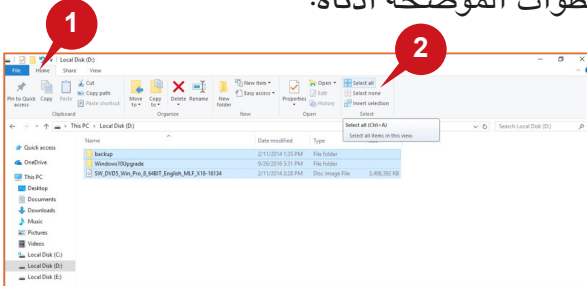 الموضحة أدناه:
1
2
Local Disk (D:)
File Home Share View
Pin to Quick access
Copy
Paste
Cut
Copy path
Paste shortcut
Clipboard
Move to
Copy to
Delete
Rename
Organize
New folder
New item
Easy access
New
Properties
Open
Edit
History
Open
Select all
Select none
Invert selection
Select
This PC > Local Disk (D:)
Search Local Disk (D:)
Select all (Ctrl+A)
Select all items in this view.
Name Date modified Type
backup 2/11/2014 1:35 PM File folder
Windows10Upgrade 9/26/2016 5:31 PM File folder
SW_DVD5_Win_Pro_8_64BIT_English_MLF_X18-16134 2/11/2014 2:28 PM Disc Image File 3,406,392 KB
Quick access
OneDrive
This PC
Desktop
Documents
Downloads
Music
Pictures
Videos
Local Disk (C:)
Local Disk (D:)
Local Disk (E:)